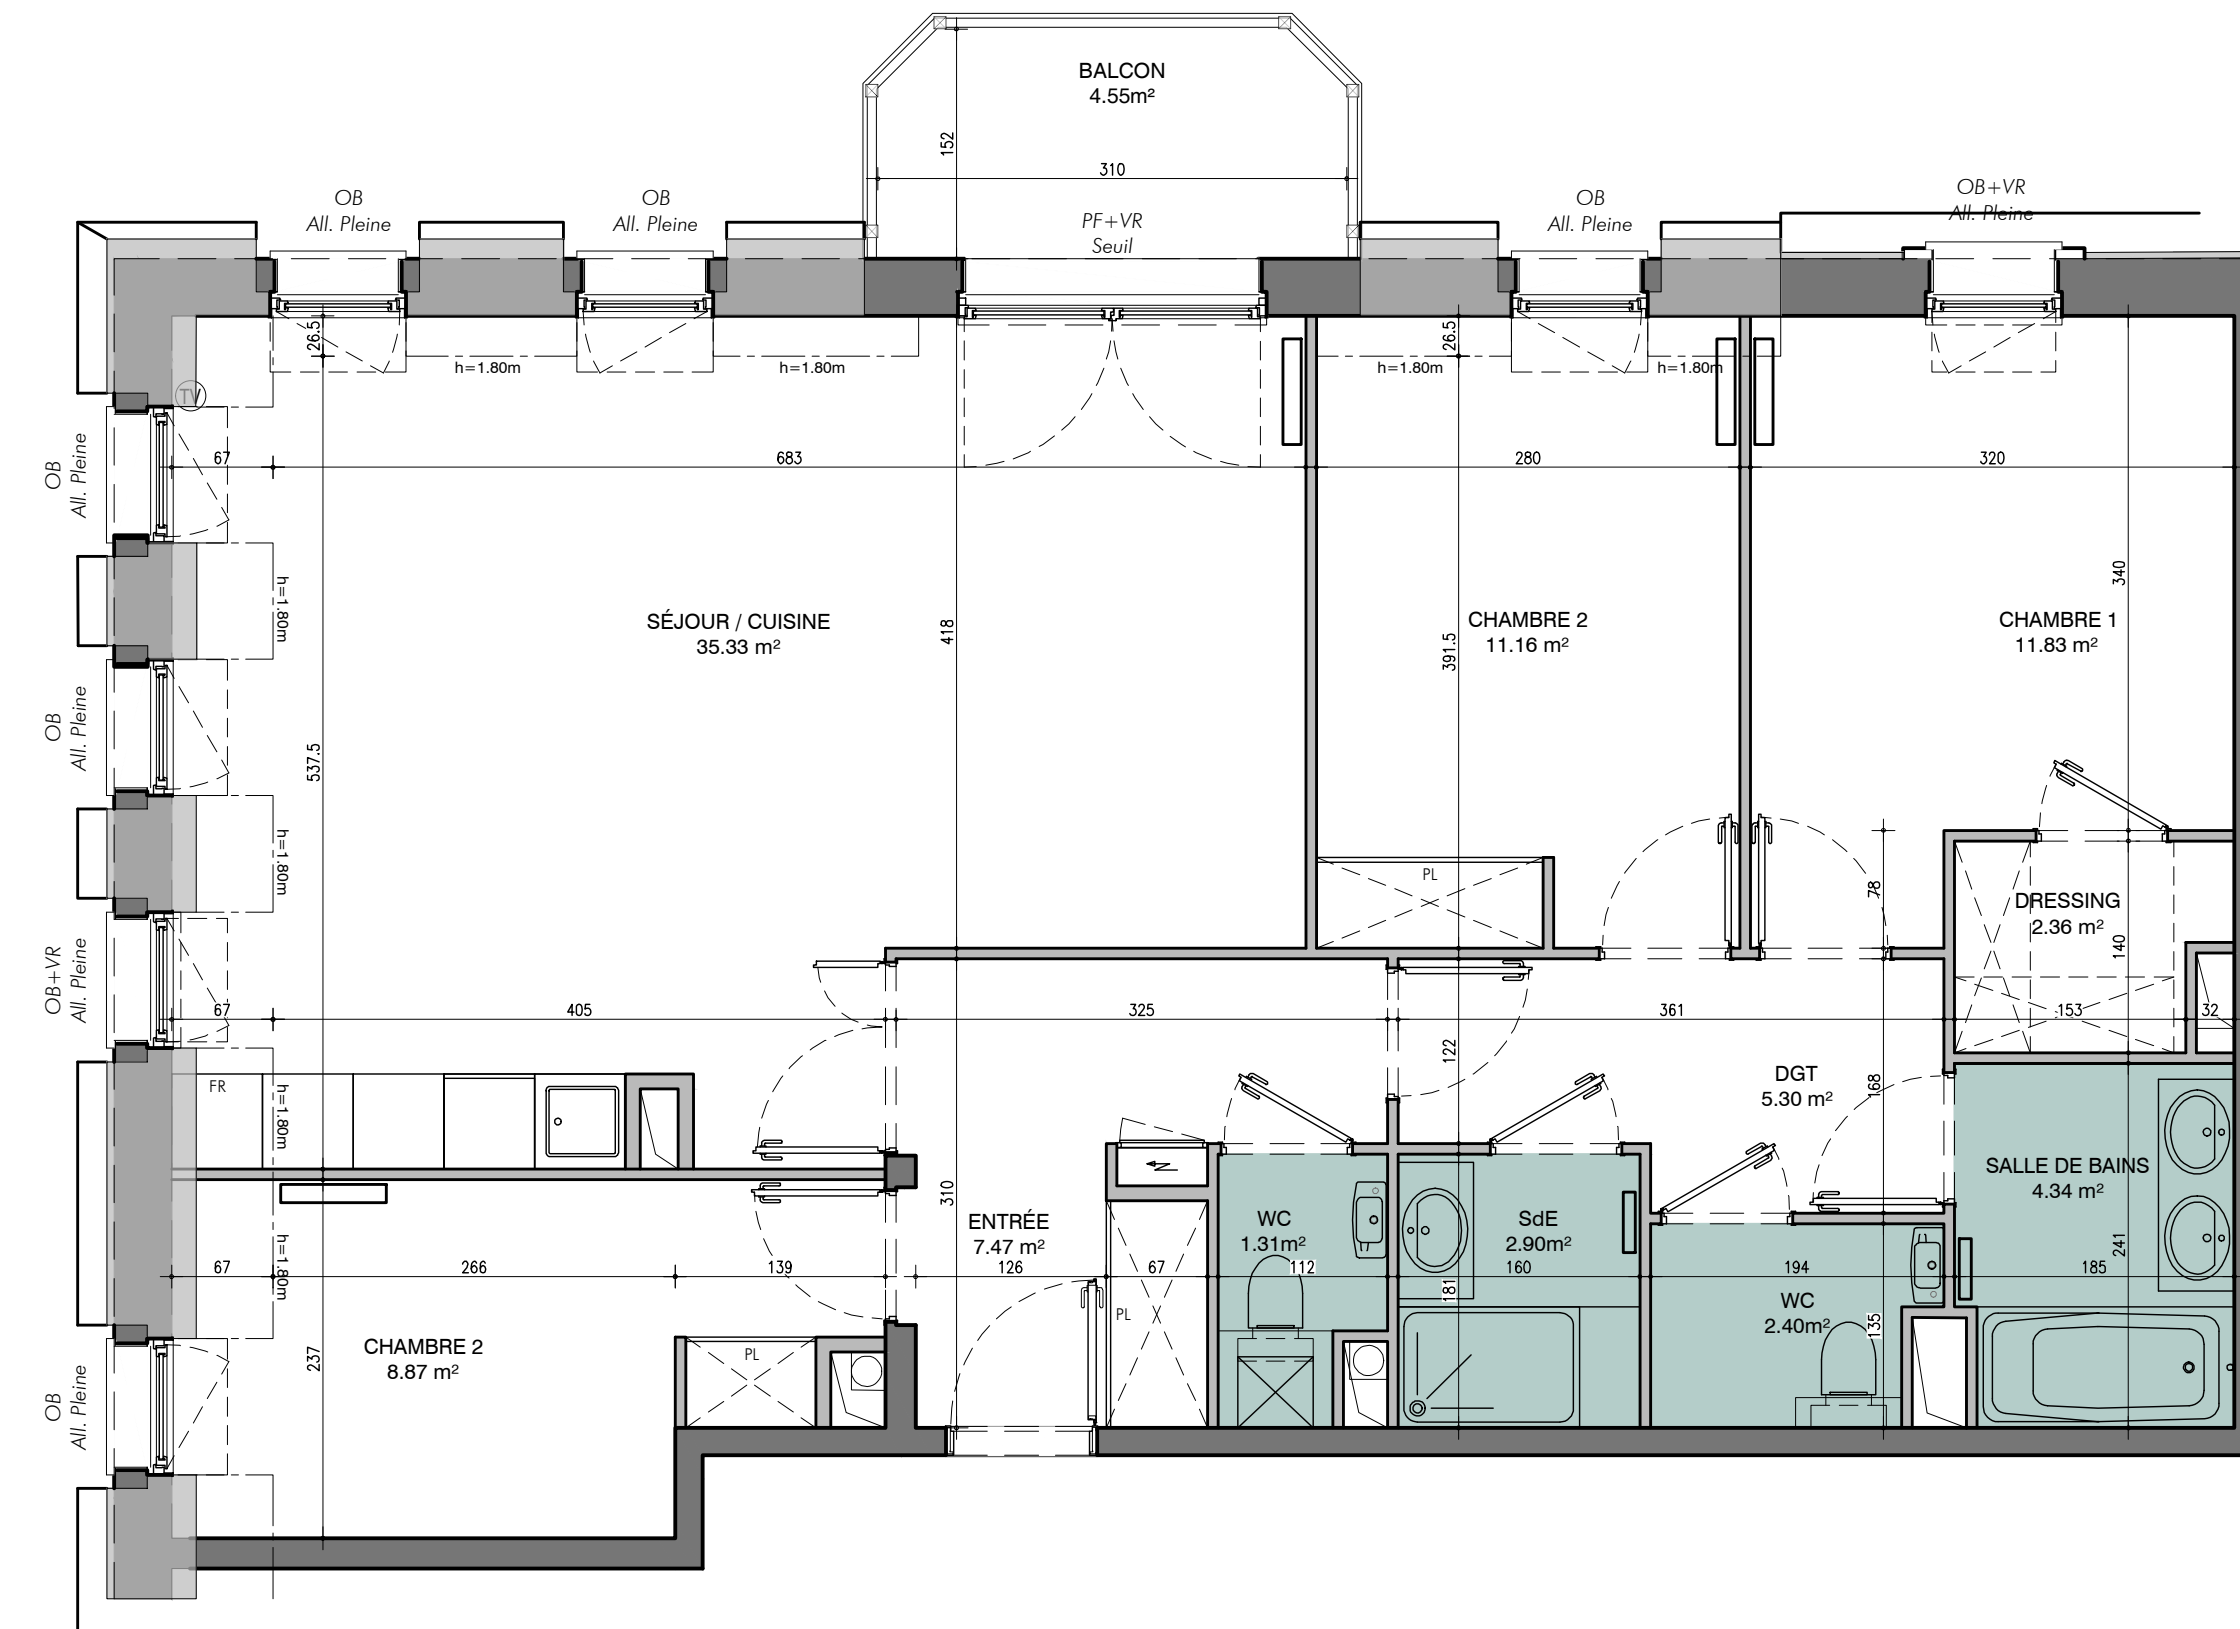 BALCON
4.55m²
152
310
OB
All. Pleine
OB
All. Pleine
PF+VR
Seuil
OB
All. Pleine
OB+VR
All. Pleine
26.5
h=1.80m
h=1.80m
26.5
h=1.80m
h=1.80m
TV
OB
All. Pleine
67
683
280
320
h=1.80m
340
SÉJOUR / CUISINE
35.33 m²
418
CHAMBRE 2
11.16 m²
391.5
CHAMBRE 1
11.83 m²
OB
All. Pleine
537.5
h=1.80m
PL
78
DRESSING
2.36 m²
140
OB+VR
All. Pleine
67
405
325
361
153
32
122
FR
h=1.80m
DGT
5.30 m²
168
SALLE DE BAINS
4.34 m²
310
ENTRÉE
7.47 m²
WC
1.31m²
SdE
2.90m²
241
h=1.80m
67
266
139
126
67
112
160
194
185
181
PL
WC
2.40m²
135
CHAMBRE 2
8.87 m²
237
PL
OB
All. Pleine